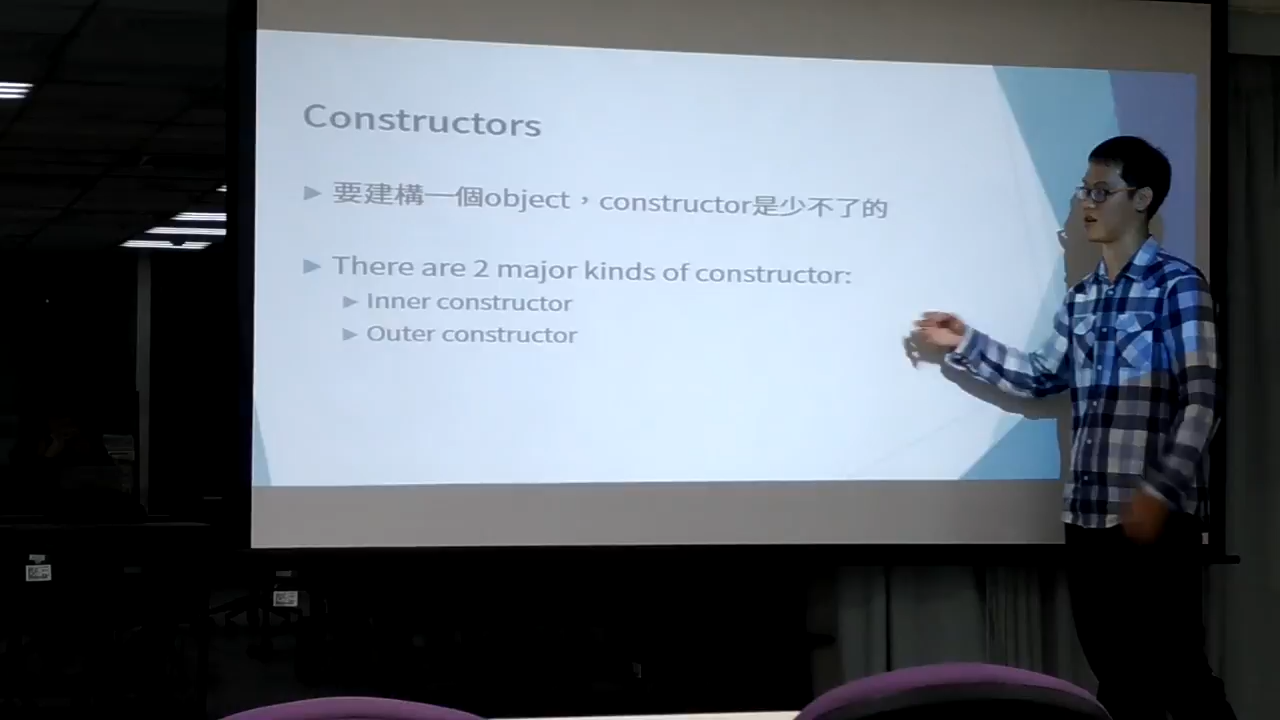 Constructors
要建構一個object，constructor是少不了的
There are 2 major kinds of constructor:
Inner constructor
Outer constructor